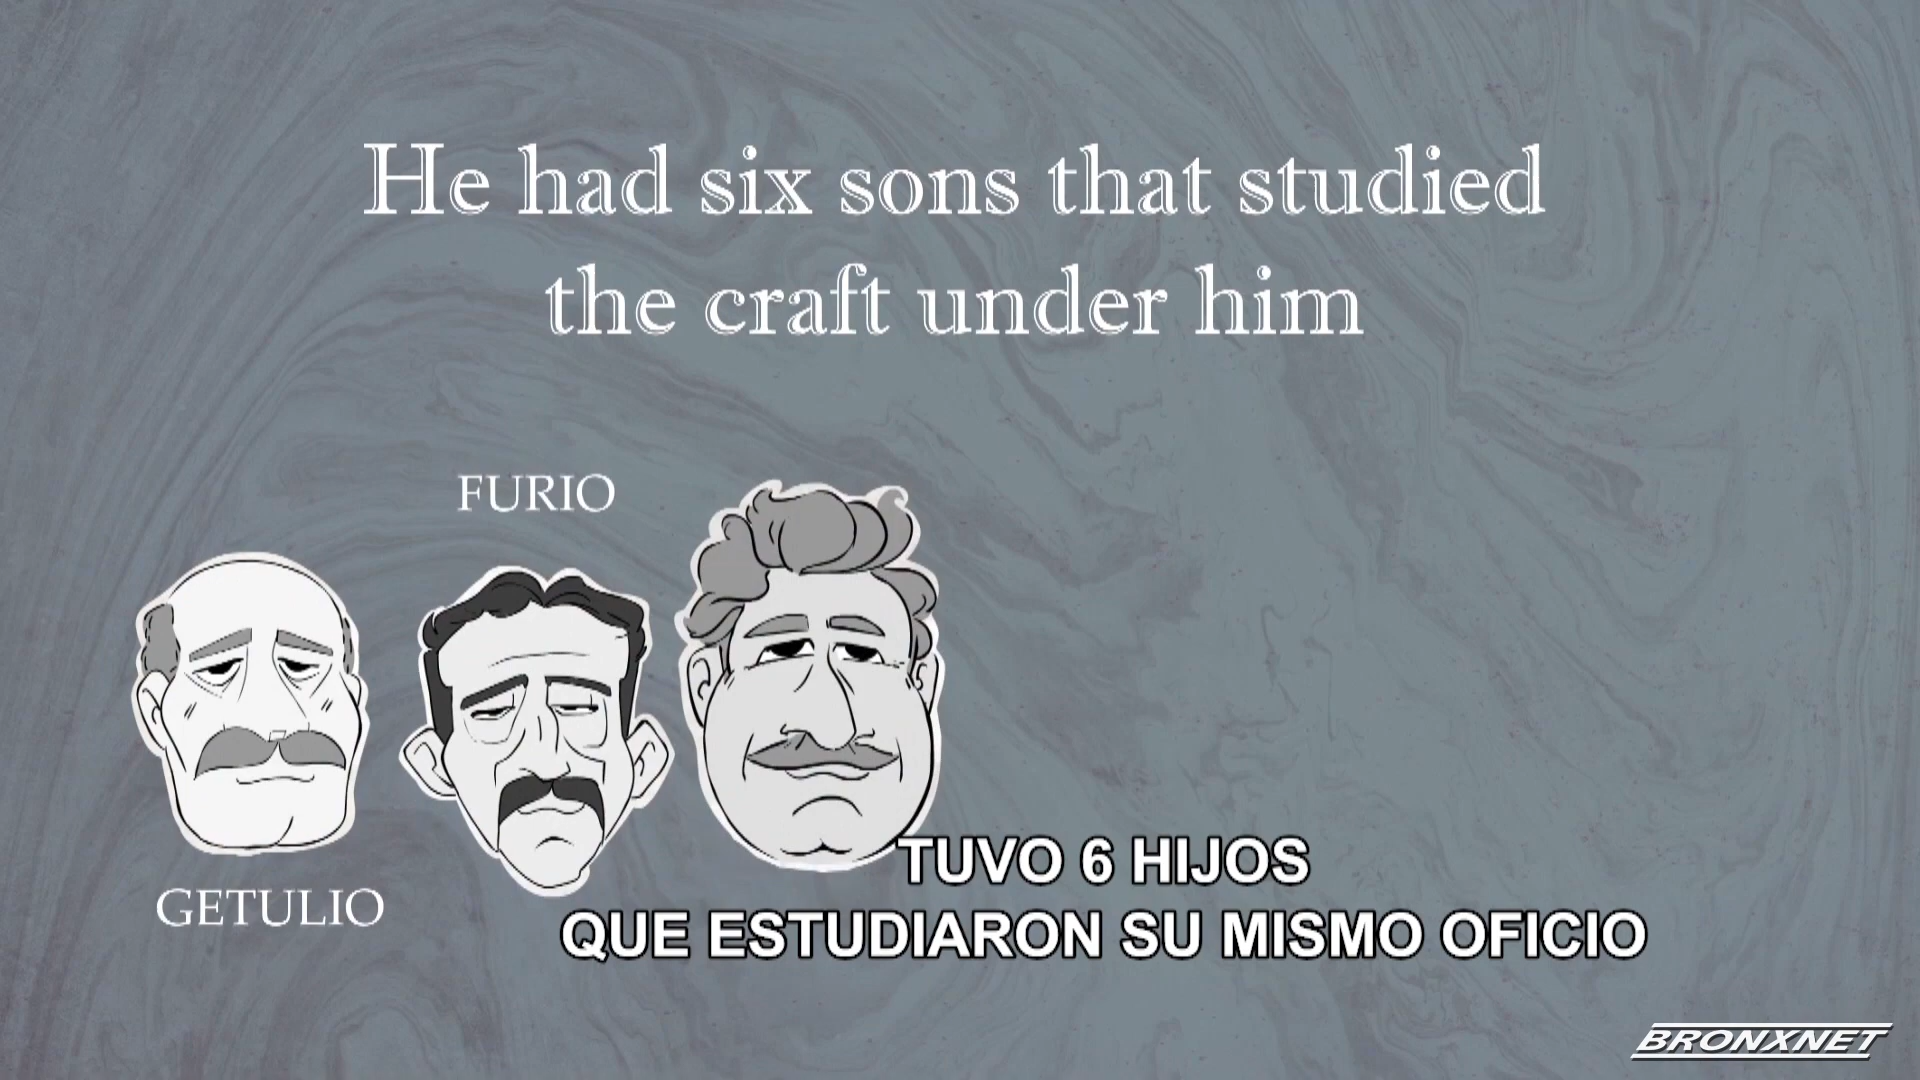 He had six sons that studied
the craft under him
FURIO
GETULIO
TUVO 6 HIJOS
QUE ESTUDIARON SU MISMO OFICIO
BRONXNET